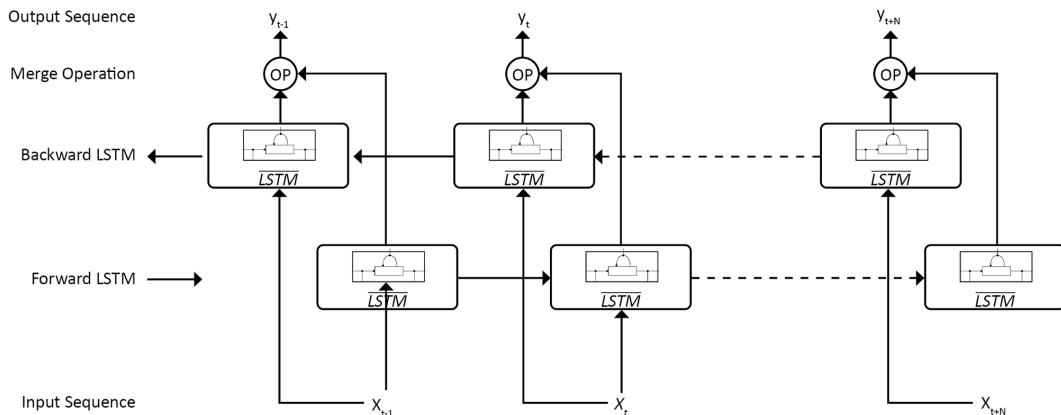 Output Sequence y_{t-1} y_t y_{t+N}
Merge Operation OP OP OP
Backward LSTM LSTM LSTM LSTM
Forward LSTM LSTM LSTM LSTM
Input Sequence X_{t-1} X_t X_{t+N}